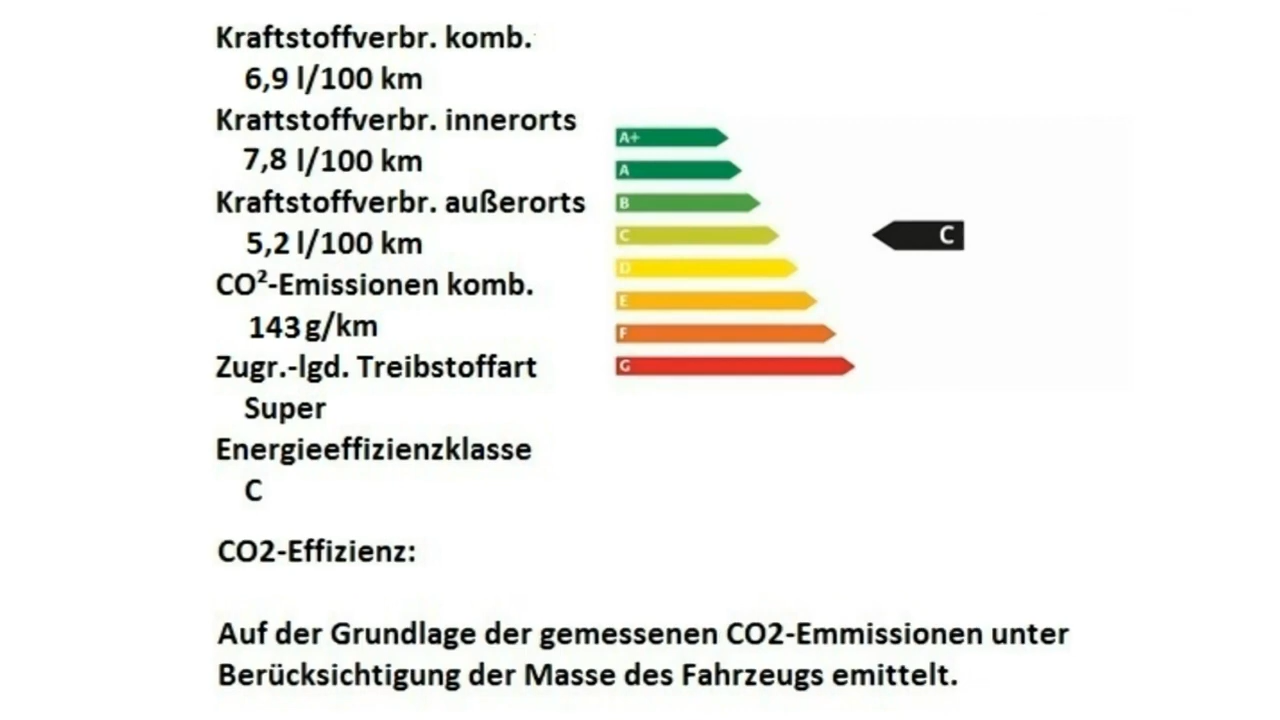 Kraftstoffverbr. komb.
6,9 l/100 km
Krattstoffverbr. innerorts
7,8 l/100 km
Kraftstoffverbr. außerorts
5,2 l/100 km
CO²-Emissionen komb.
143 g/km
Zugr.-lgd. Treibstoffart
Super
Energieeffizienzklasse
C
A+
A
B
C
C
D
E
F
G
CO2-Effizienz:
Auf der Grundlage der gemessenen CO2-Emmissionen unter
Berücksichtigung der Masse des Fahrzeugs emittelt.